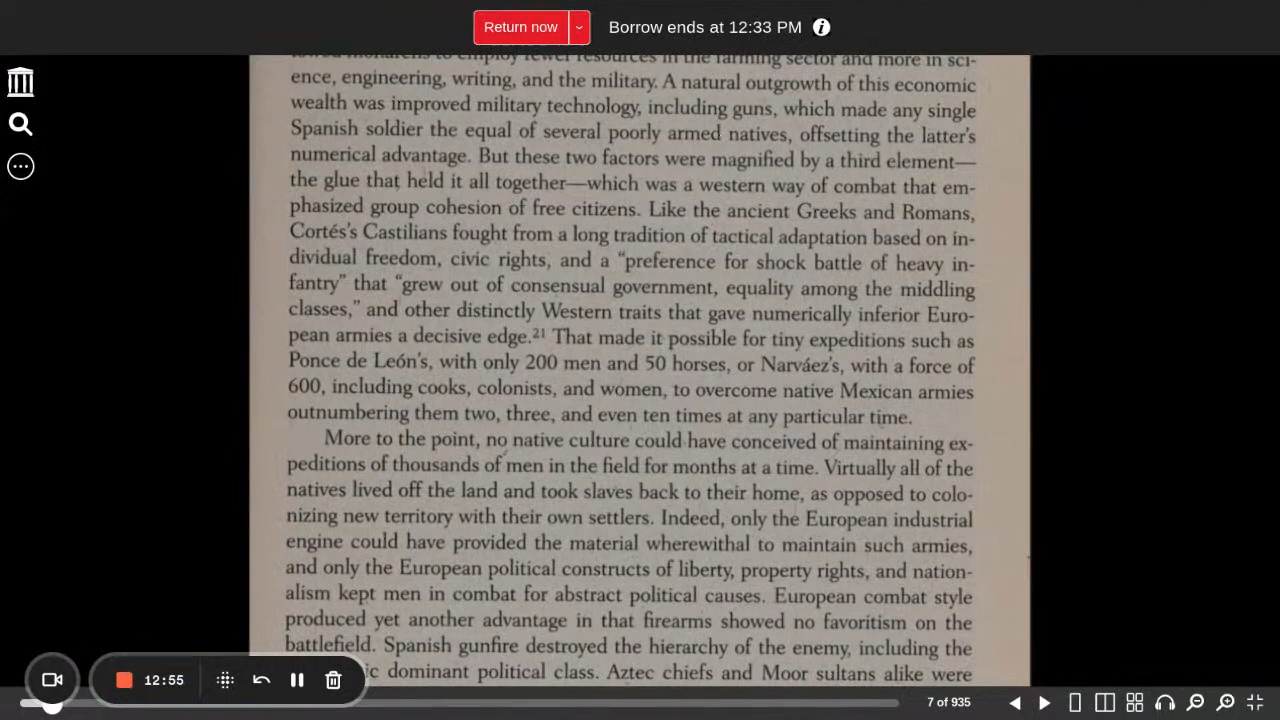 Return now
Borrow ends at 12:33 PM
lowed monarchs to employ fewer resources in the farming sector and more in sci-
ence, engineering, writing, and the military. A natural outgrowth of this economic
wealth was improved military technology, including guns, which made any single
Spanish soldier the equal of several poorly armed natives, offsetting the latter's
numerical advantage. But these two factors were magnified by a third element—
the glue that held it all together—which was a western way of combat that em-
phasized group cohesion of free citizens. Like the ancient Greeks and Romans,
Cortés's Castilians fought from a long tradition of tactical adaptation based on in-
dividual freedom, civic rights, and a “preference for shock battle of heavy in-
fantry” that “grew out of consensual government, equality among the middling
classes,” and other distinctly Western traits that gave numerically inferior Euro-
pean armies a decisive edge.21 That made it possible for tiny expeditions such as
Ponce de León's, with only 200 men and 50 horses, or Narváez's, with a force of
600, including cooks, colonists, and women, to overcome native Mexican armies
outnumbering them two, three, and even ten times at any particular time.
More to the point, no native culture could have conceived of maintaining ex-
peditions of thousands of men in the field for months at a time. Virtually all of the
natives lived off the land and took slaves back to their home, as opposed to colo-
nizing new territory with their own settlers. Indeed, only the European industrial
engine could have provided the material wherewithal to maintain such armies,
and only the European political constructs of liberty, property rights, and nation-
alism kept men in combat for abstract political causes. European combat style
produced yet another advantage in that firearms showed no favoritism on the
battlefield. Spanish gunfire destroyed the hierarchy of the enemy, including the
dominant political class. Aztec chiefs and Moor sultans alike were
12:55
7 of 935